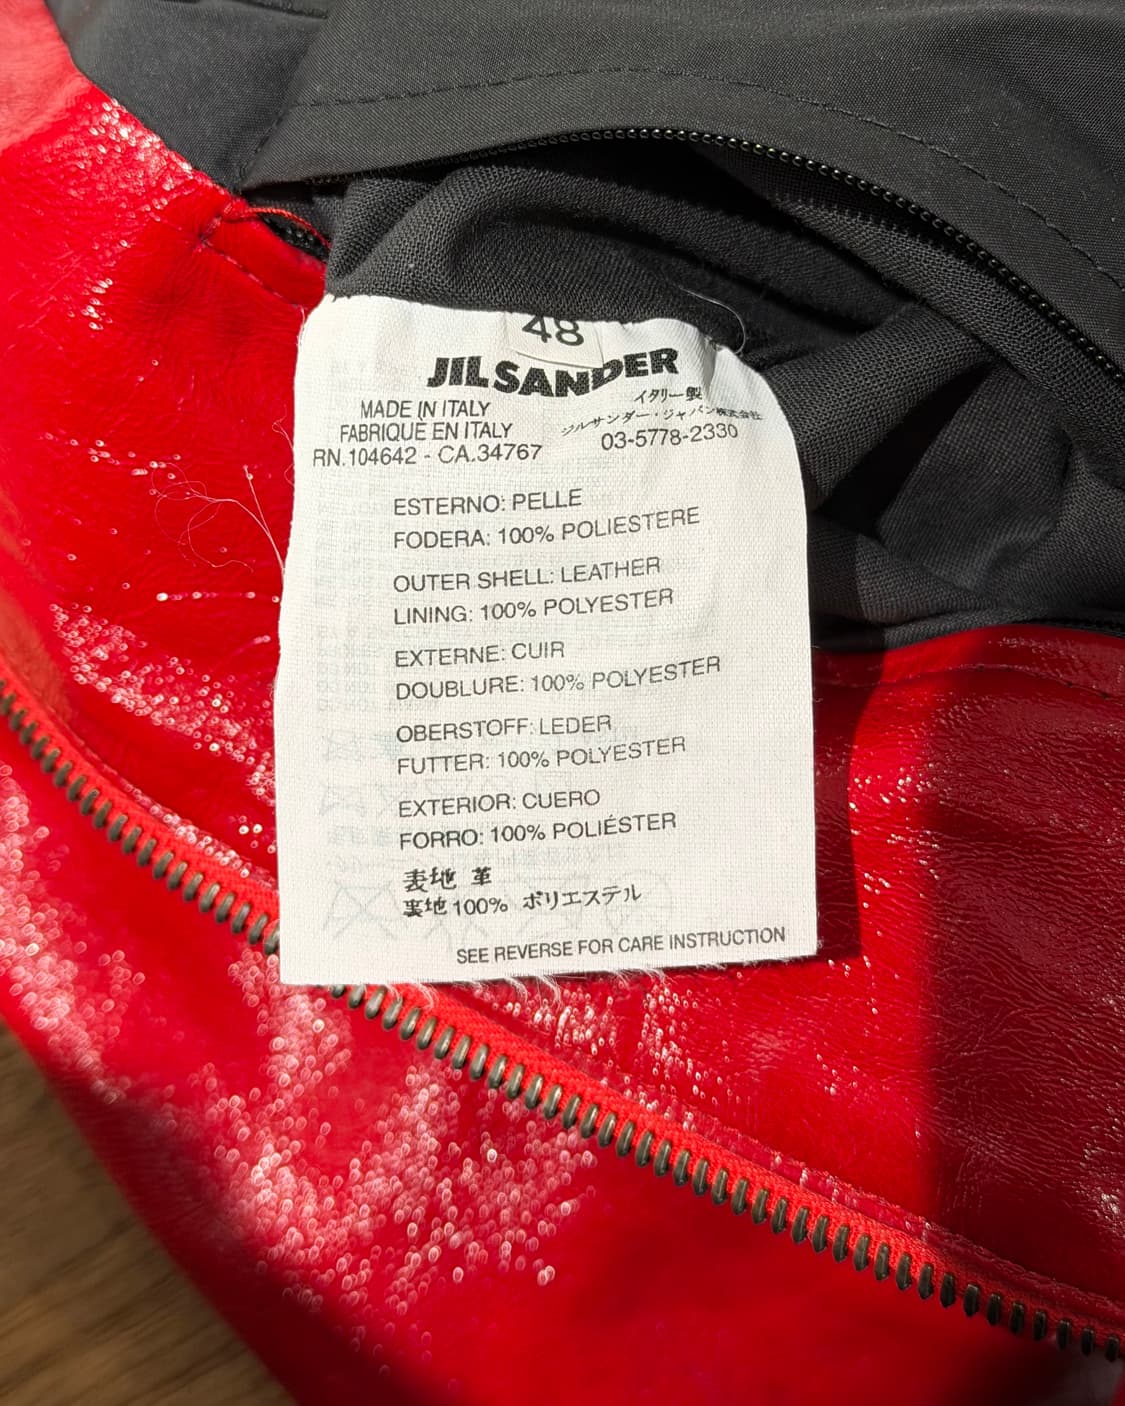 48
JIL SANDER
MADE IN ITALY
FABRIQUE EN ITALY
RN.104642 - CA.34767
イタリー製
ジルサンダー・ジャパン株式会社
03-5778-2330
ESTERNO: PELLE
FODERA: 100% POLIESTERE
OUTER SHELL: LEATHER
LINING: 100% POLYESTER
EXTERNE: CUIR
DOUBLURE: 100% POLYESTER
OBERSTOFF: LEDER
FUTTER: 100% POLYESTER
EXTERIOR: CUERO
FORRO: 100% POLIÉSTER
表地 革
裏地 100% ポリエステル
SEE REVERSE FOR CARE INSTRUCTION